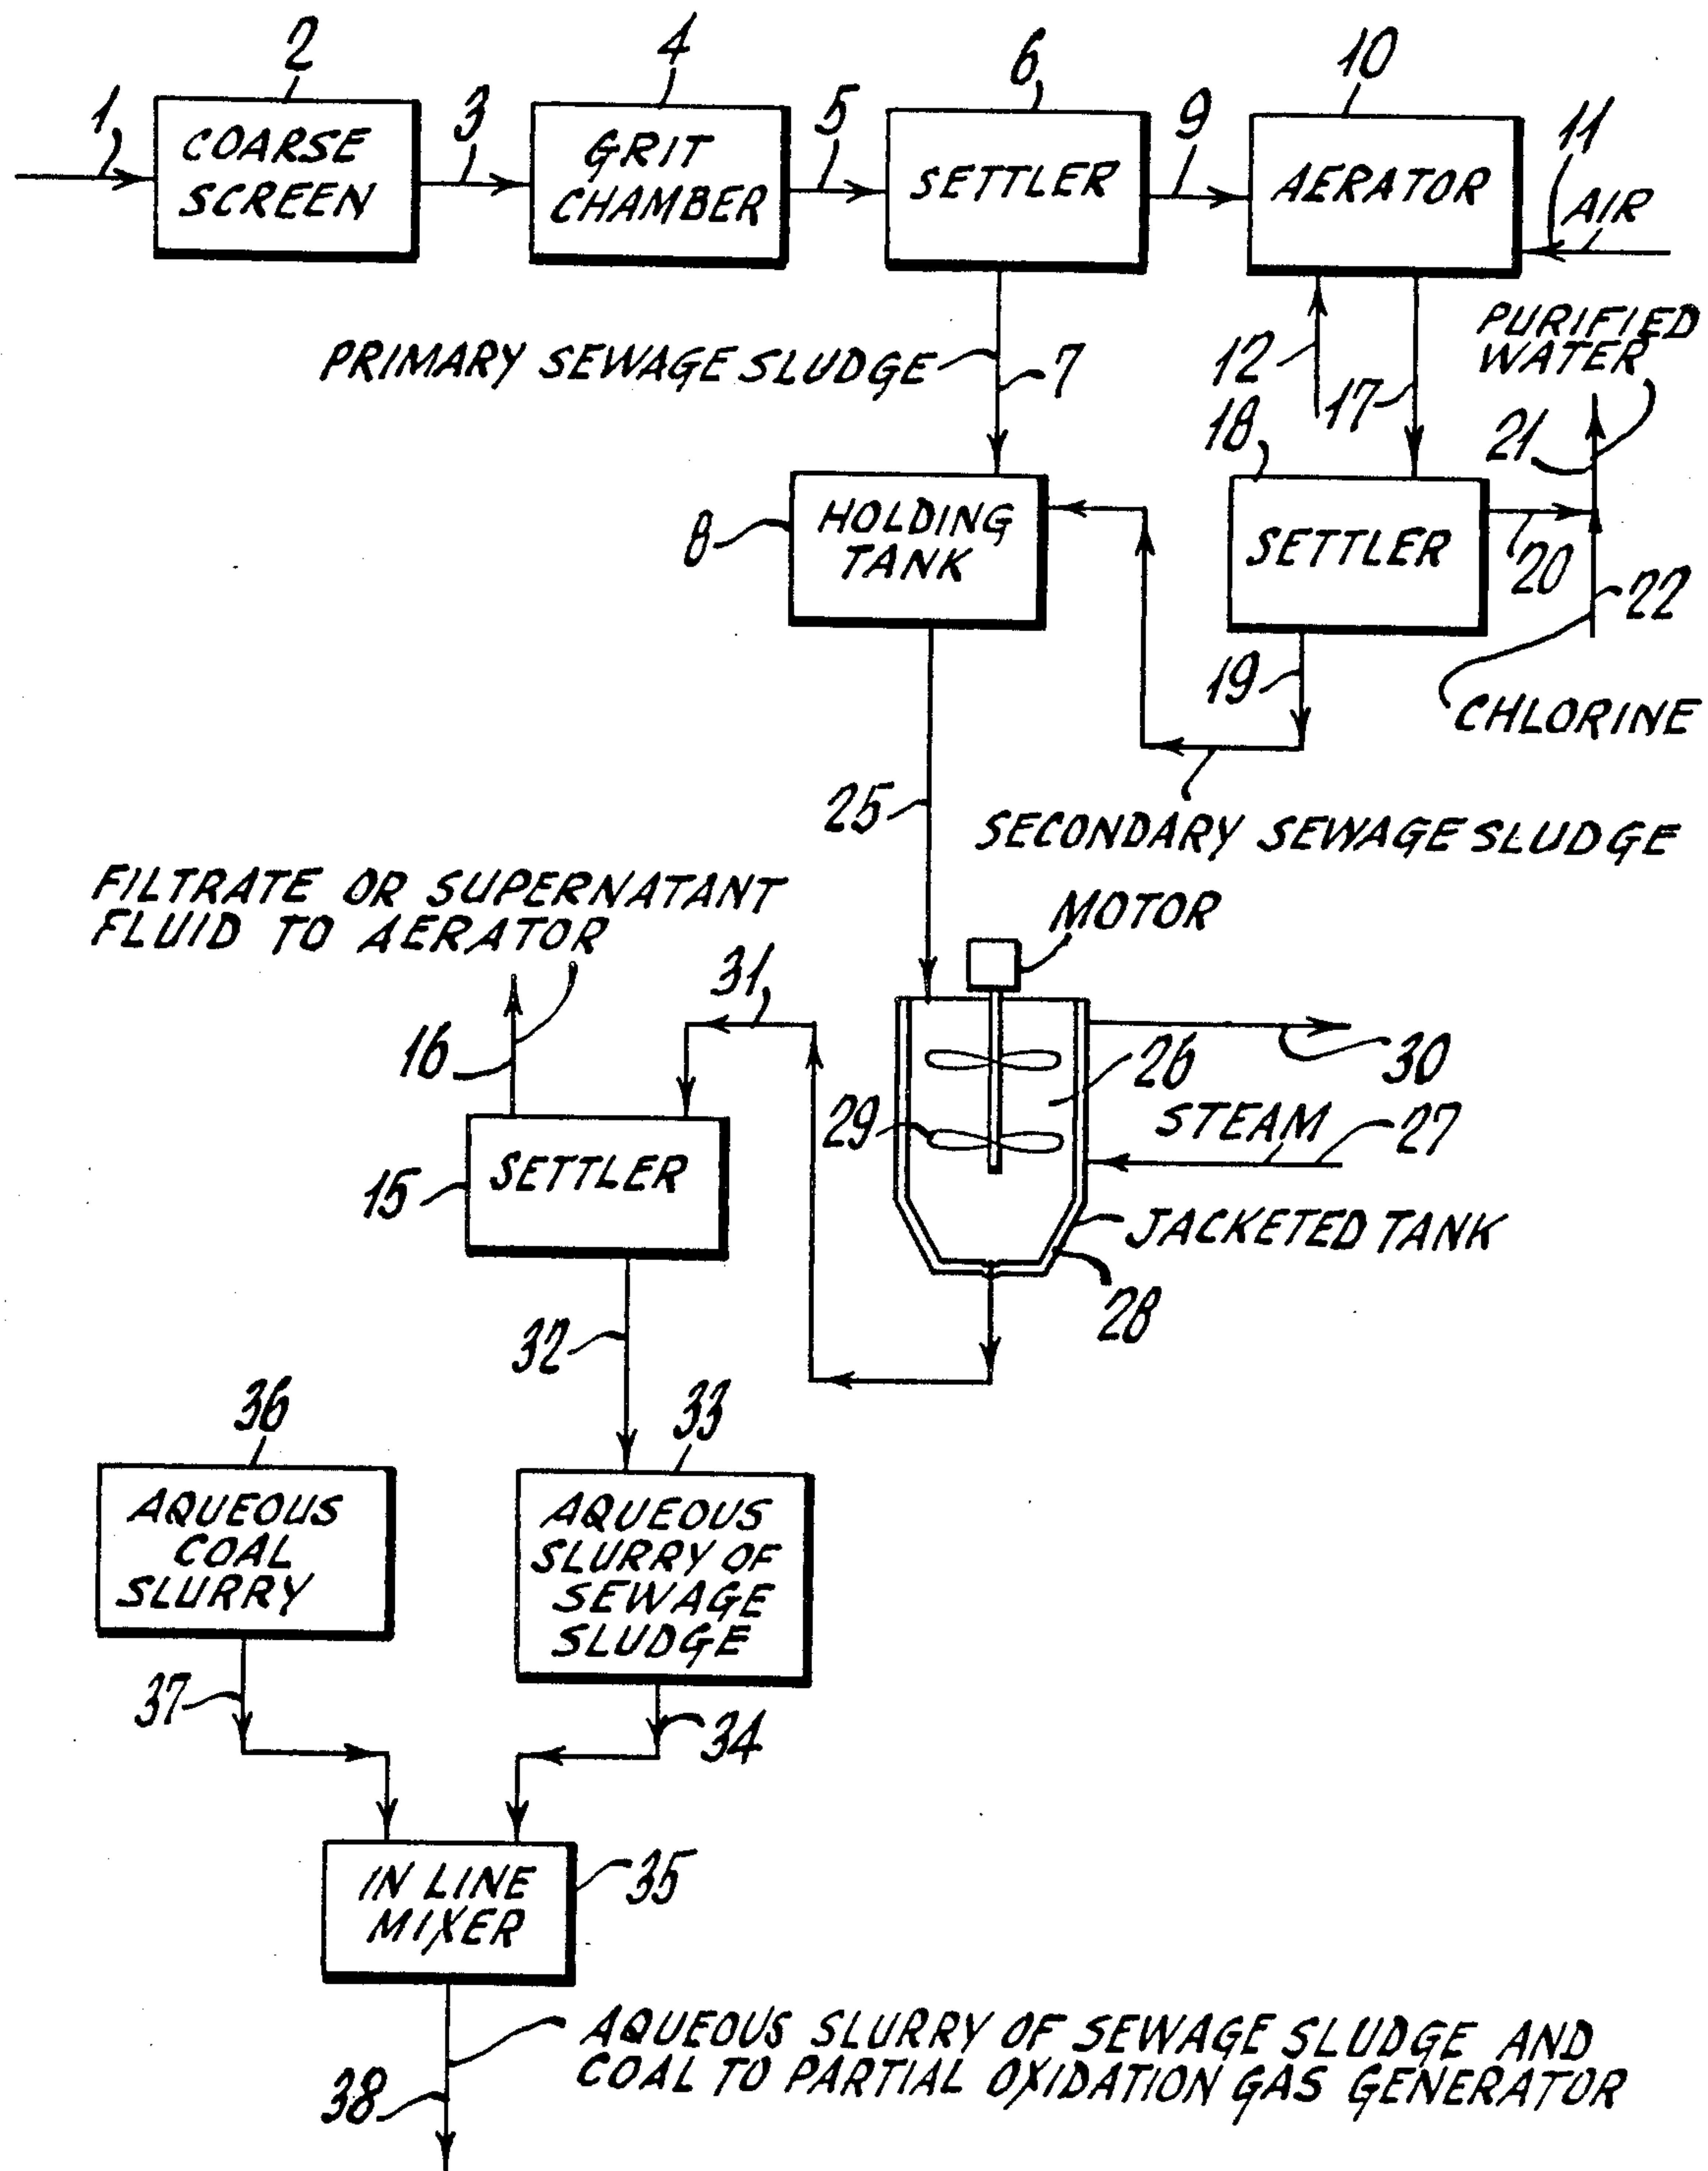 2
4
6
10
1
COARSE
SCREEN
3
GRIT
CHAMBER
5
SETTLER
9
AERATOR
11
AIR
PRIMARY SEWAGE SLUDGE
7
12
17
PURIFIED
WATER
18
21
8
HOLDING
TANK
SETTLER
20
22
19
CHLORINE
25
SECONDARY SEWAGE SLUDGE
FILTRATE OR SUPERNATANT
FLUID TO AERATOR
MOTOR
31
16
26
30
29
STEAM
27
15
SETTLER
JACKETED TANK
28
32
36
33
AQUEOUS
COAL
SLURRY
AQUEOUS
SLURRY OF
SEWAGE
SLUDGE
37
34
IN LINE
MIXER
35
AQUEOUS SLURRY OF SEWAGE SLUDGE AND
COAL TO PARTIAL OXIDATION GAS GENERATOR
38